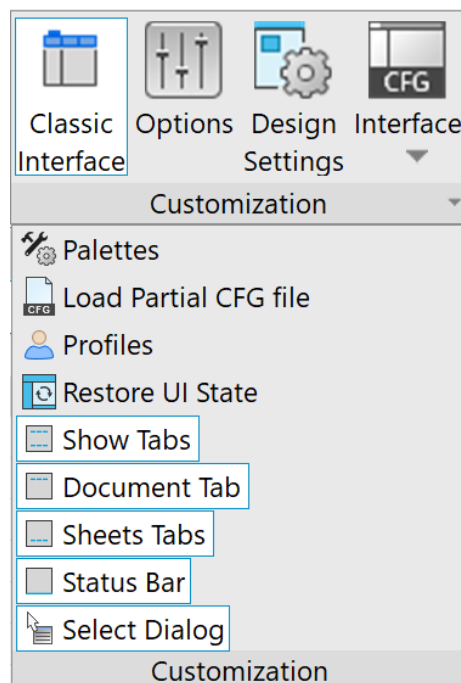 Classic Interface
Options
Design Settings
Interface
CFG
Customization
Palettes
CFG
Load Partial CFG file
Profiles
Restore UI State
Show Tabs
Document Tab
Sheets Tabs
Status Bar
Select Dialog
Customization